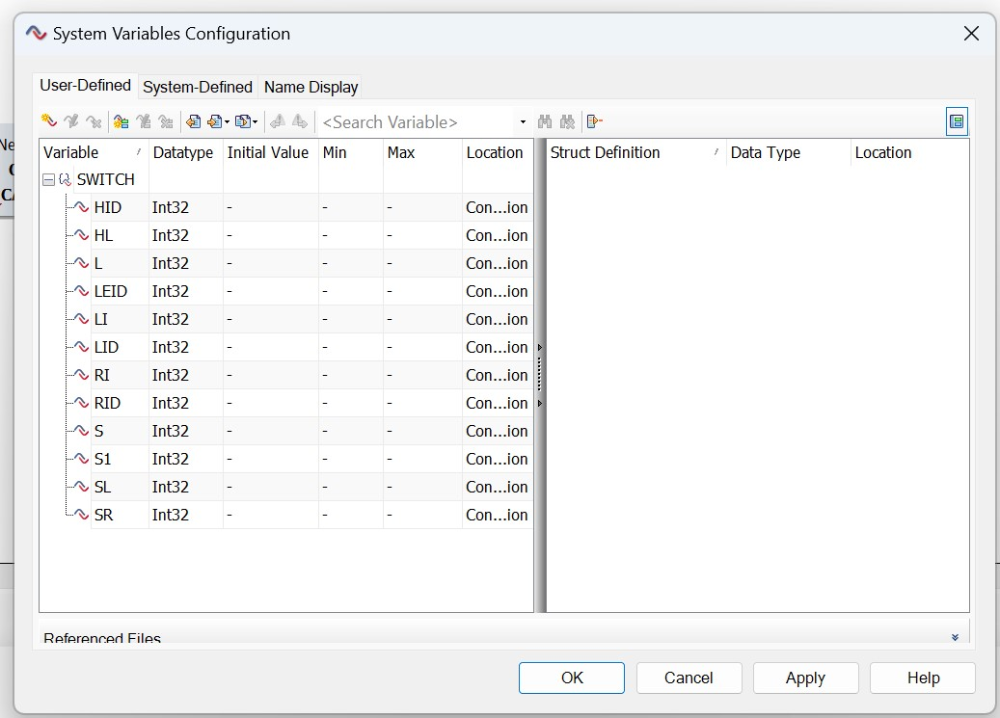 System Variables Configuration
User-Defined System-Defined Name Display
<Search Variable>
Variable Datatype Initial Value Min Max Location Struct Definition Data Type Location
SWITCH
HID Int32 - - - Con...ion
HL Int32 - - - Con...ion
L Int32 - - - Con...ion
LEID Int32 - - - Con...ion
LI Int32 - - - Con...ion
LID Int32 - - - Con...ion
RI Int32 - - - Con...ion
RID Int32 - - - Con...ion
S Int32 - - - Con...ion
S1 Int32 - - - Con...ion
SL Int32 - - - Con...ion
SR Int32 - - - Con...ion
Referenced Files
OK Cancel Apply Help